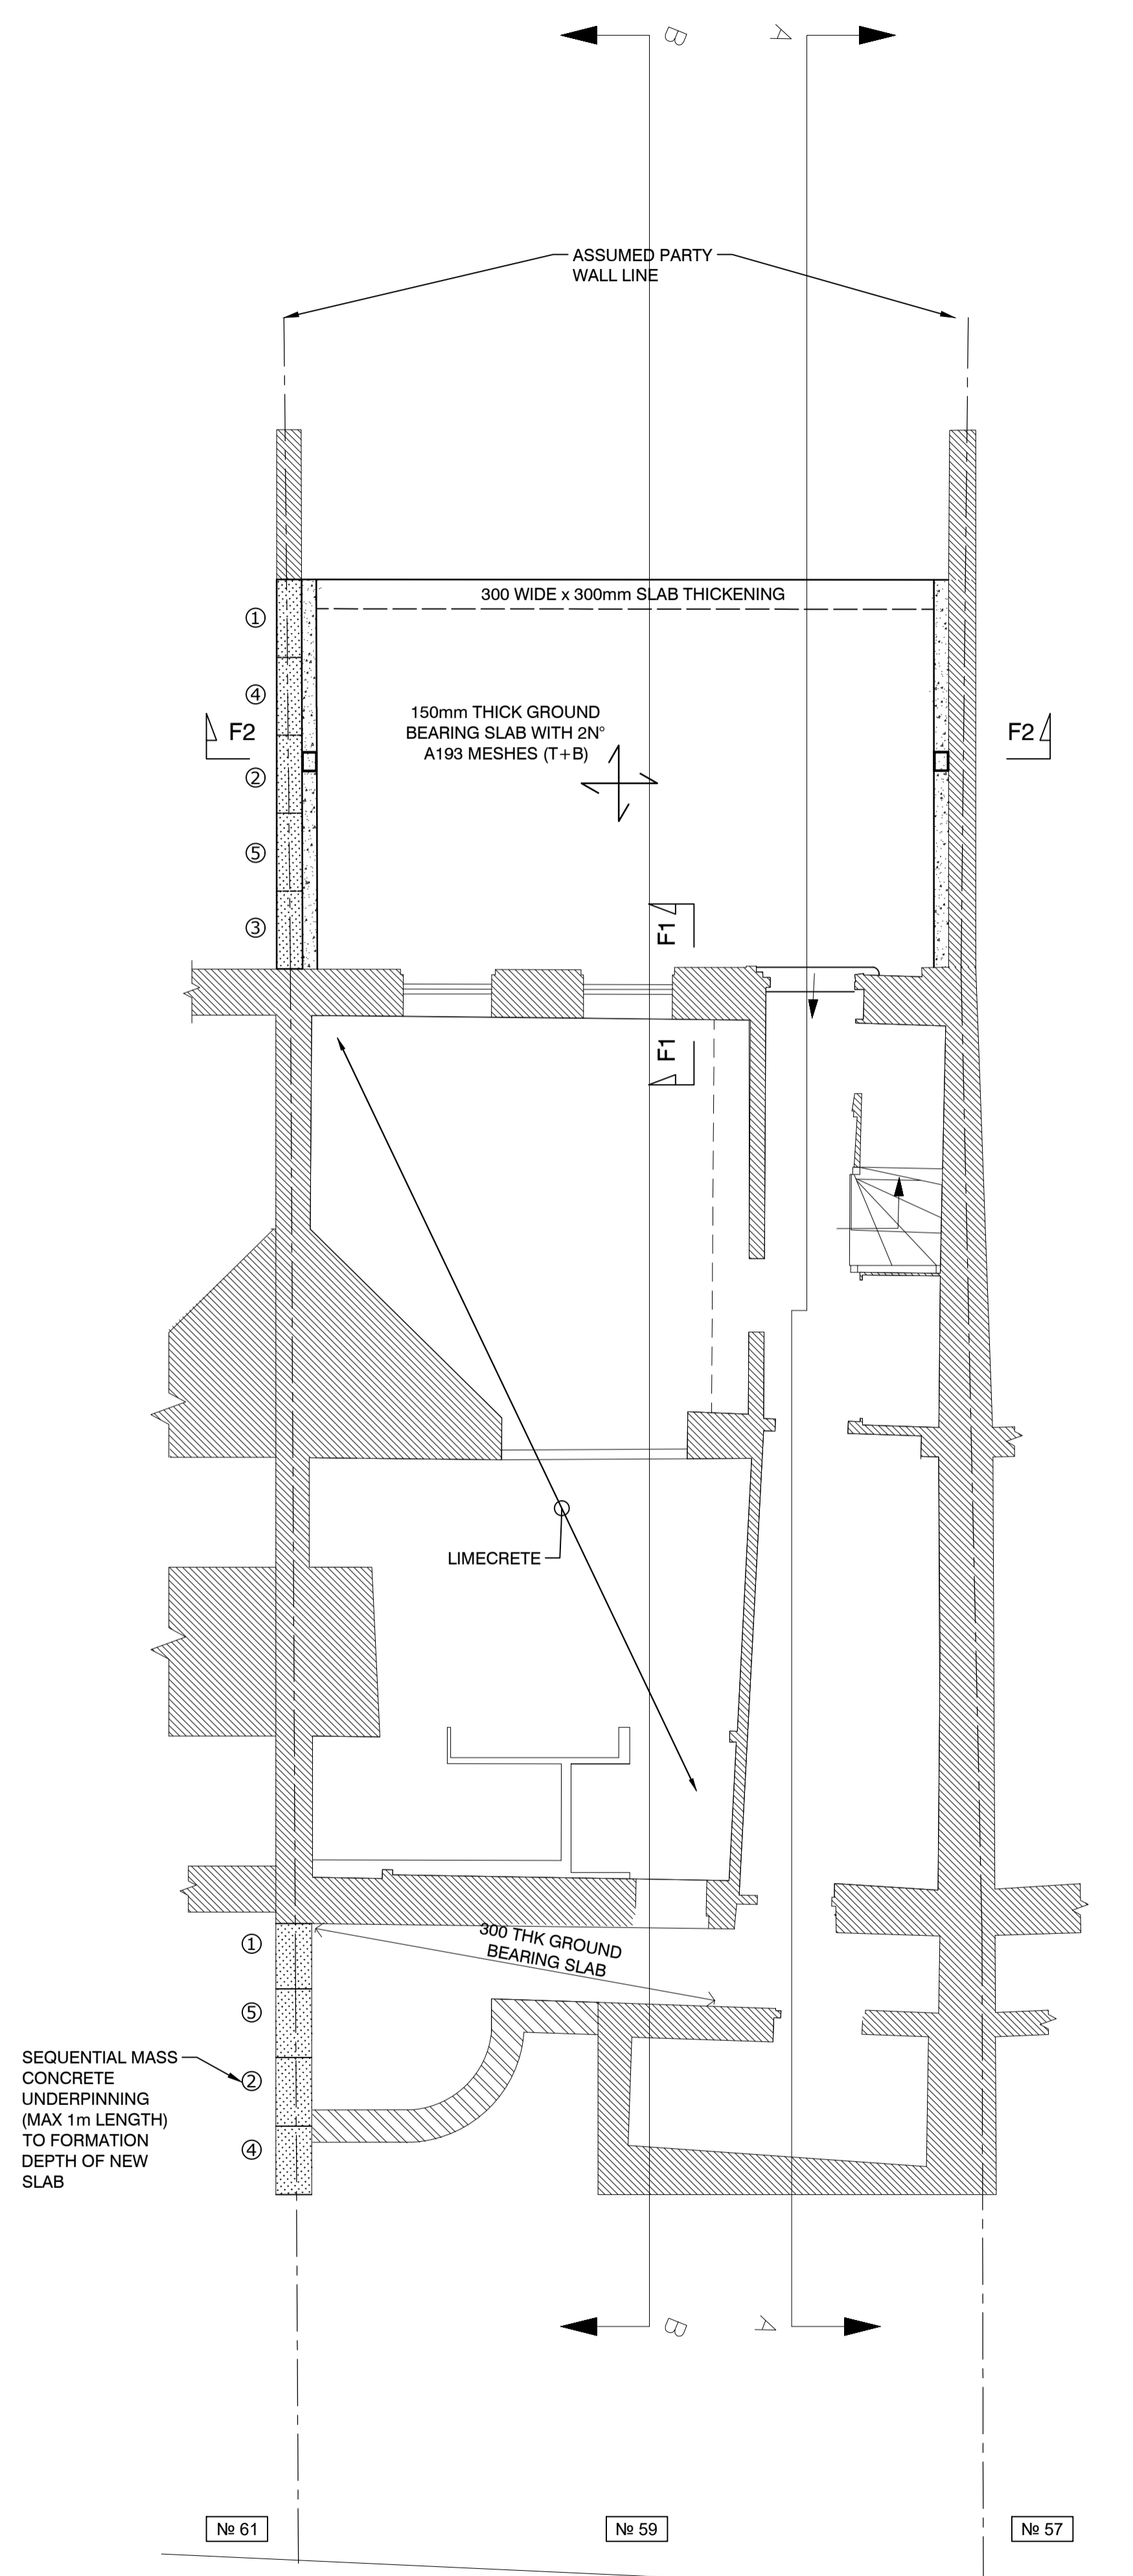 B
A
ASSUMED PARTY
WALL LINE
300 WIDE x 300mm SLAB THICKENING
①
④
②
⑤
③
150mm THICK GROUND
BEARING SLAB WITH 2N°
A193 MESHES (T+B)
F2
F2
F1
F1
LIMECRETE
300 THK GROUND
BEARING SLAB
①
⑤
②
④
SEQUENTIAL MASS
CONCRETE
UNDERPINNING
(MAX 1m LENGTH)
TO FORMATION
DEPTH OF NEW
SLAB
B
A
№ 61
№ 59
№ 57